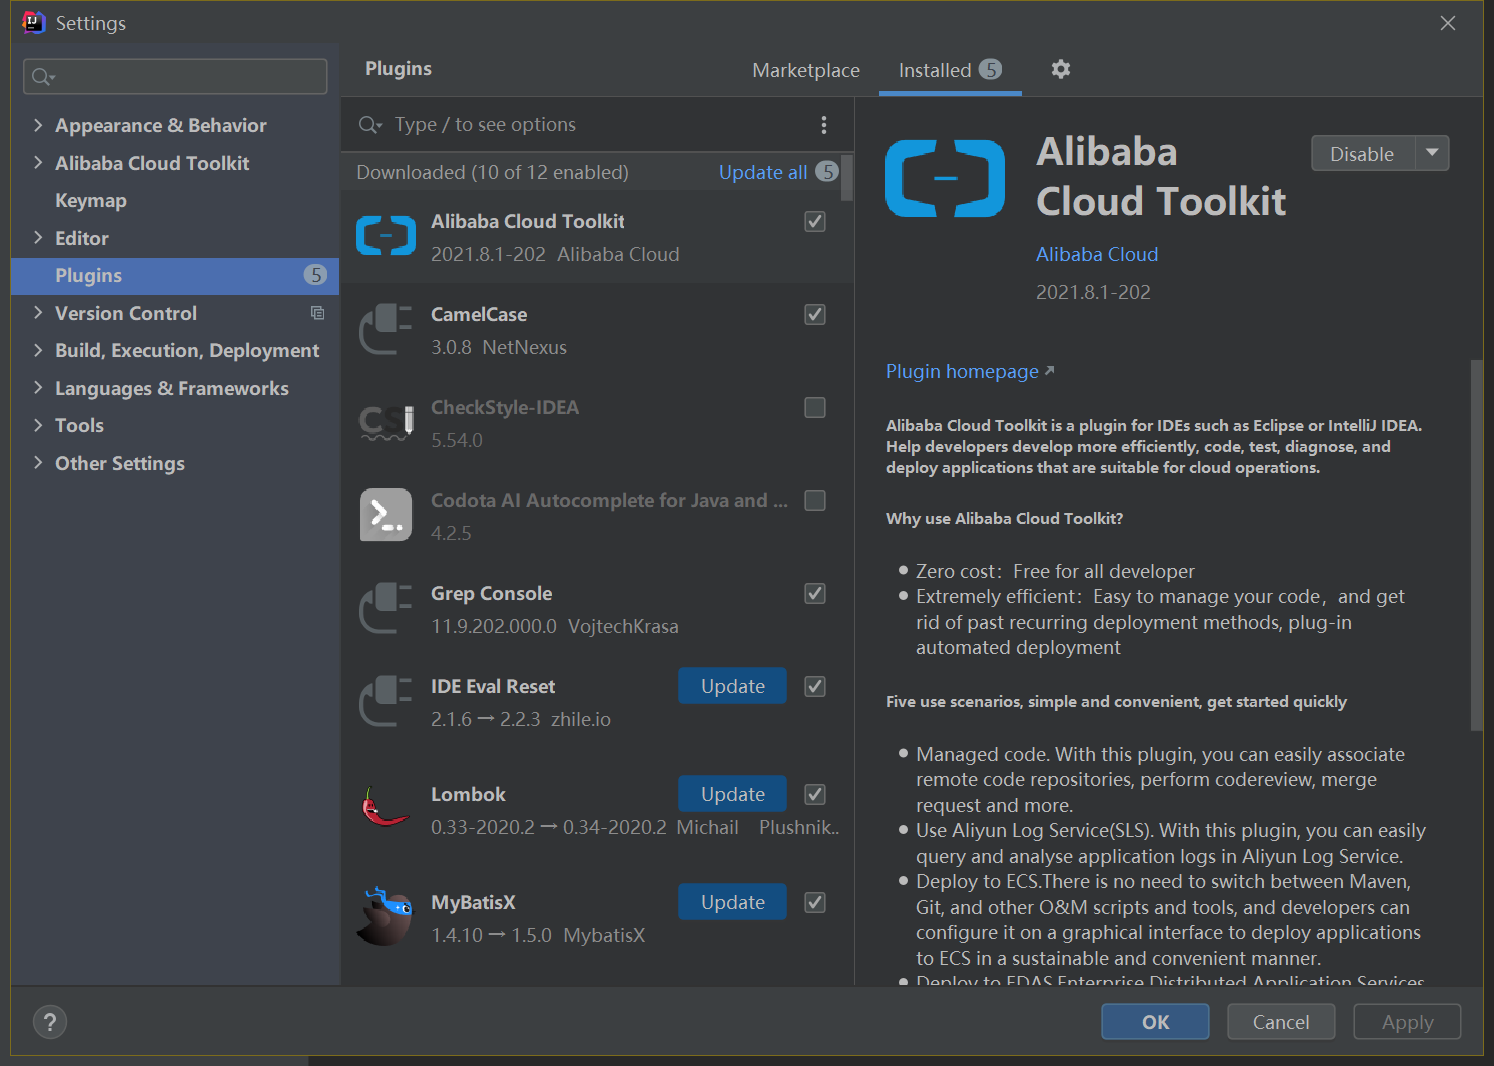 Settings
Appearance & Behavior
Alibaba Cloud Toolkit
Keymap
Editor
Plugins 5
Version Control
Build, Execution, Deployment
Languages & Frameworks
Tools
Other Settings
Plugins
Marketplace
Installed 5
Type / to see options
Downloaded (10 of 12 enabled)
Update all 5
Alibaba Cloud Toolkit
2021.8.1-202 Alibaba Cloud
CamelCase
3.0.8 NetNexus
CheckStyle-IDEA
5.54.0
Codota AI Autocomplete for Java and ...
4.2.5
Grep Console
11.9.202.000.0 VojtechKrasa
IDE Eval Reset
Update
2.1.6 → 2.2.3 zhile.io
Lombok
Update
0.33-2020.2 → 0.34-2020.2 Michail Plushnik..
MyBatisX
Update
1.4.10 → 1.5.0 MybatisX
Alibaba
Cloud Toolkit
Disable
Alibaba Cloud
2021.8.1-202
Plugin homepage
Alibaba Cloud Toolkit is a plugin for IDEs such as Eclipse or IntelliJ IDEA.
Help developers develop more efficiently, code, test, diagnose, and
deploy applications that are suitable for cloud operations.
Why use Alibaba Cloud Toolkit?
Zero cost：Free for all developer
Extremely efficient：Easy to manage your code，and get
rid of past recurring deployment methods, plug-in
automated deployment
Five use scenarios, simple and convenient, get started quickly
Managed code. With this plugin, you can easily associate
remote code repositories, perform codereview, merge
request and more.
Use Aliyun Log Service(SLS). With this plugin, you can easily
query and analyse application logs in Aliyun Log Service.
Deploy to ECS.There is no need to switch between Maven,
Git, and other O&M scripts and tools, and developers can
configure it on a graphical interface to deploy applications
to ECS in a sustainable and convenient manner.
Deploy to EDAS.Enterprise Distributed Application Services
?
OK
Cancel
Apply